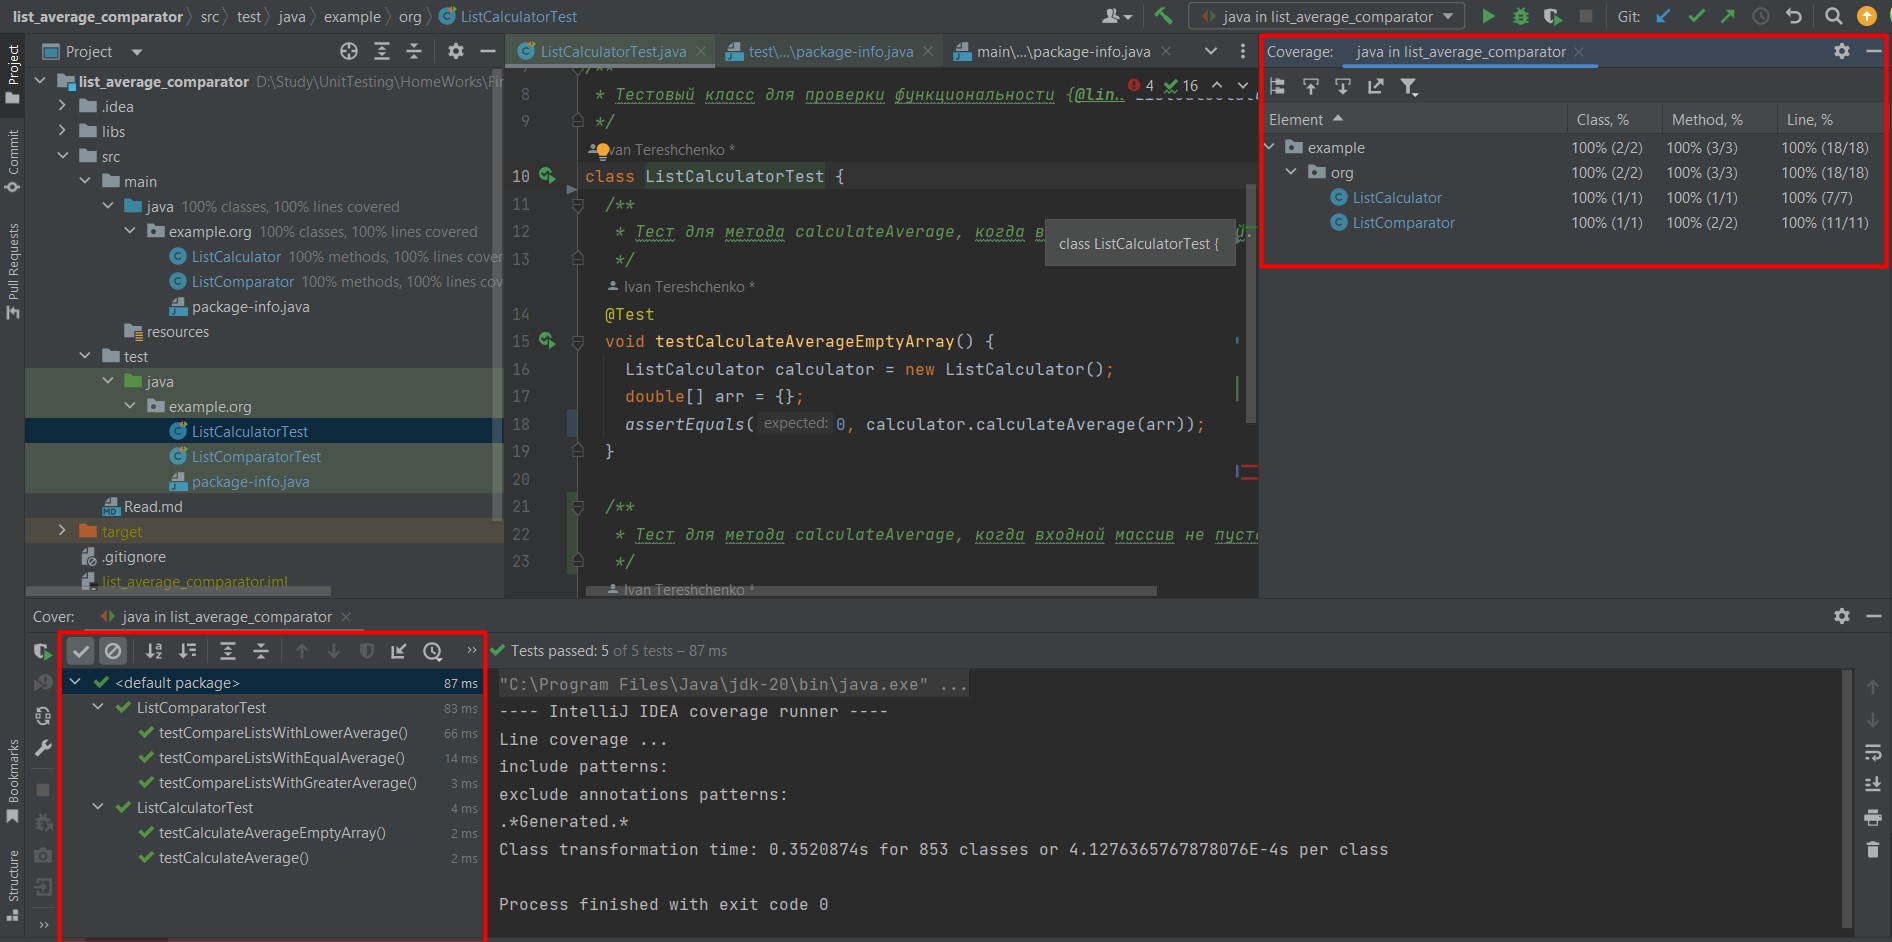 list_average_comparator
src
test
java
example
org
ListCalculatorTest
java in list_average_comparator
Git:
Project
Commit
Pull Requests
Bookmarks
Structure
Project
list_average_comparator D:\Study\UnitTesting\HomeWorks\Fi
.idea
libs
src
main
java 100% classes, 100% lines covered
example.org 100% classes, 100% lines covered
ListCalculator 100% methods, 100% lines cover
ListComparator 100% methods, 100% lines cov
package-info.java
resources
test
java
example.org
ListCalculatorTest
ListComparatorTest
package-info.java
Read.md
target
.gitignore
list_average_comparator.iml
ListCalculatorTest.java
test\...\package-info.java
main\...\package-info.java
4 16
7 /**
8 * Тестовый класс для проверки функциональности {@lin..
9 */
Ivan Tereshchenko *
10 class ListCalculatorTest {
11 /**
12 * Тест для метода calculateAverage, когда в
class ListCalculatorTest {
13 */
Ivan Tereshchenko *
14 @Test
15 void testCalculateAverageEmptyArray() {
16 ListCalculator calculator = new ListCalculator();
17 double[] arr = {};
18 assertEquals( expected: 0, calculator.calculateAverage(arr));
19 }
20
21 /**
22 * Тест для метода calculateAverage, когда входной массив не пуст
23 */
Ivan Tereshchenko *
Coverage: java in list_average_comparator
Element Class, % Method, % Line, %
example 100% (2/2) 100% (3/3) 100% (18/18)
org 100% (2/2) 100% (3/3) 100% (18/18)
ListCalculator 100% (1/1) 100% (1/1) 100% (7/7)
ListComparator 100% (1/1) 100% (2/2) 100% (11/11)
Cover: java in list_average_comparator
Tests passed: 5 of 5 tests – 87 ms
<default package> 87 ms
ListComparatorTest 83 ms
testCompareListsWithLowerAverage() 66 ms
testCompareListsWithEqualAverage() 14 ms
testCompareListsWithGreaterAverage() 3 ms
ListCalculatorTest 4 ms
testCalculateAverageEmptyArray() 2 ms
testCalculateAverage() 2 ms
"C:\Program Files\Java\jdk-20\bin\java.exe" ...
---- IntelliJ IDEA coverage runner ----
Line coverage ...
include patterns:
exclude annotations patterns:
.*Generated.*
Class transformation time: 0.3520874s for 853 classes or 4.1276365767878076E-4s per class
Process finished with exit code 0